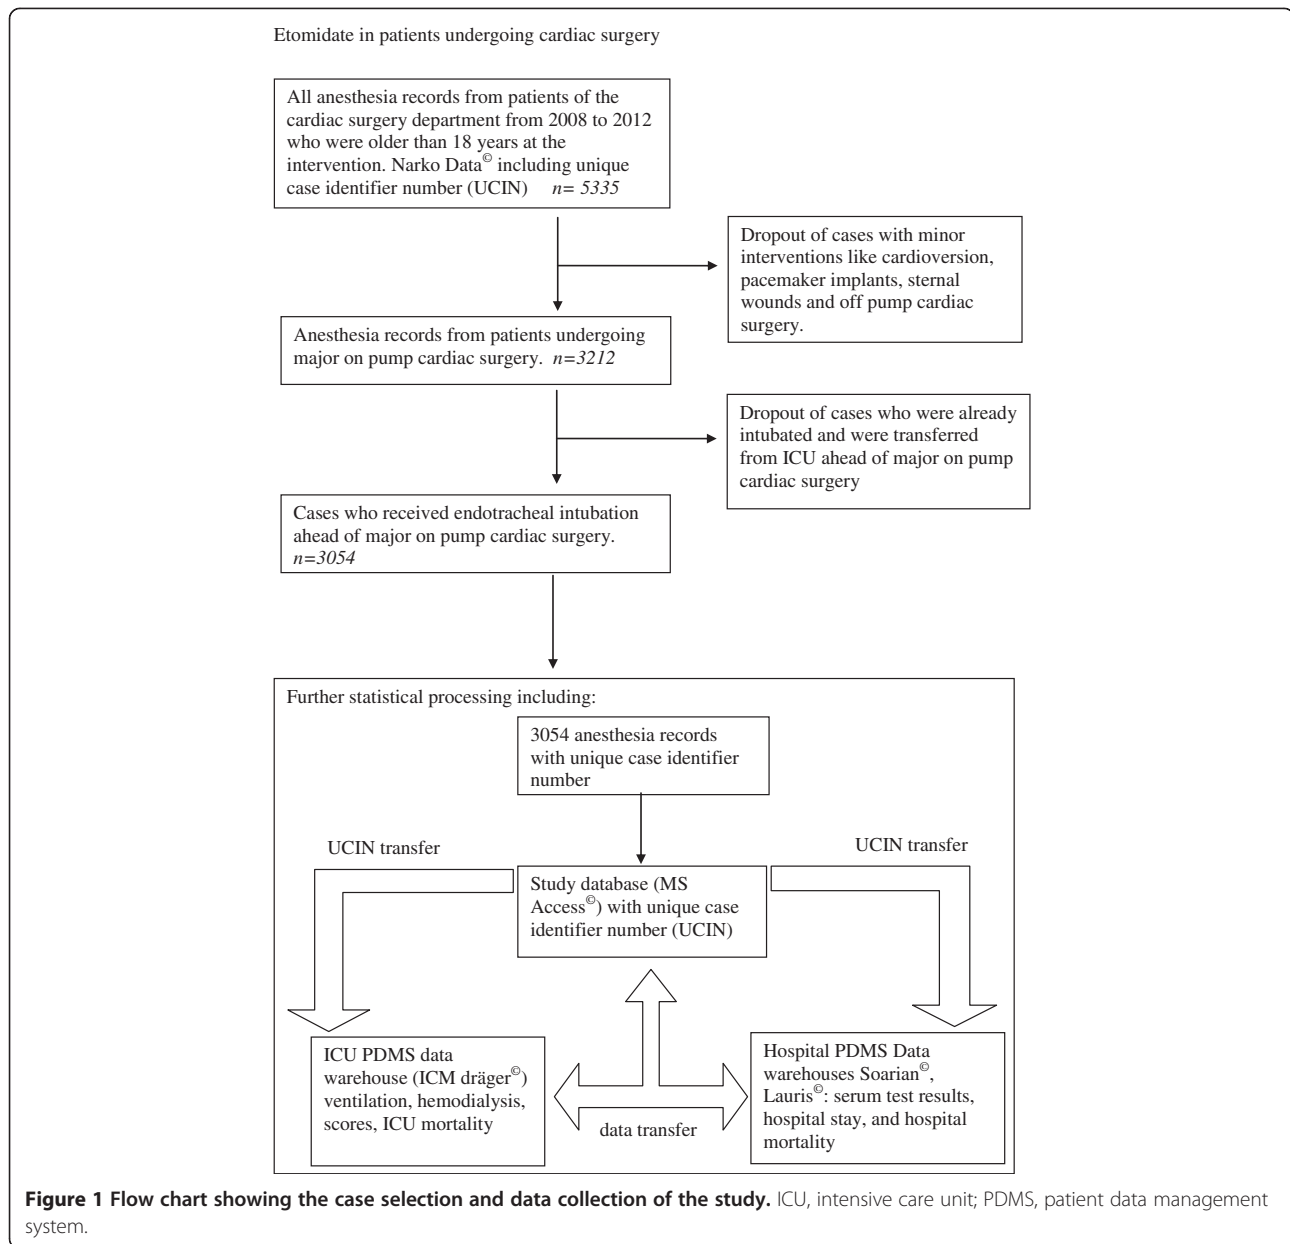 Etomidate in patients undergoing cardiac surgery
All anesthesia records from patients of the
cardiac surgery department from 2008 to 2012
who were older than 18 years at the
intervention. Narko Data© including unique
case identifier number (UCIN) n= 5335
Dropout of cases with minor
interventions like cardioversion,
pacemaker implants, sternal
wounds and off pump cardiac
surgery.
Anesthesia records from patients undergoing
major on pump cardiac surgery. n=3212
Dropout of cases who were already
intubated and were transferred
from ICU ahead of major on pump
cardiac surgery
Cases who received endotracheal intubation
ahead of major on pump cardiac surgery.
n=3054
Further statistical processing including:
3054 anesthesia records
with unique case identifier
number
UCIN transfer
UCIN transfer
Study database (MS
Access©) with unique case
identifier number (UCIN)
ICU PDMS data
warehouse (ICM dräger©)
ventilation, hemodialysis,
scores, ICU mortality
data transfer
Hospital PDMS Data
warehouses Soarian©,
Lauris©: serum test results,
hospital stay, and hospital
mortality
Figure 1 Flow chart showing the case selection and data collection of the study. ICU, intensive care unit; PDMS, patient data management
system.